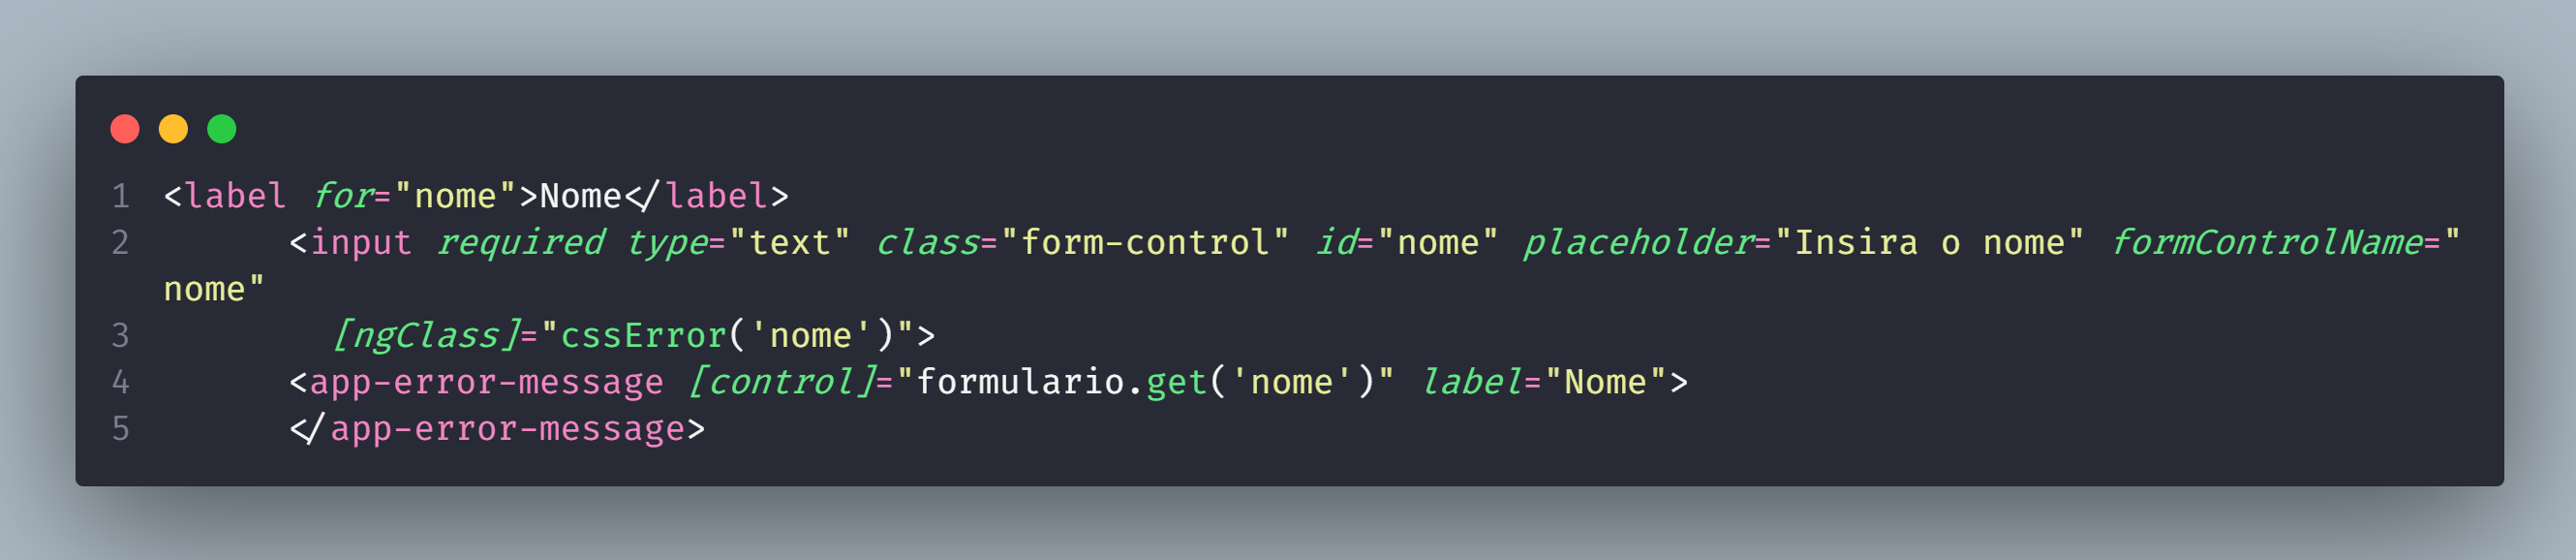 1 <label for="nome">Nome</label>
2       <input required type="text" class="form-control" id="nome" placeholder="Insira o nome" formControlName="
nome"
3         [ngClass]="cssError('nome')">
4       <app-error-message [control]="formulario.get('nome')" label="Nome">
5       </app-error-message>